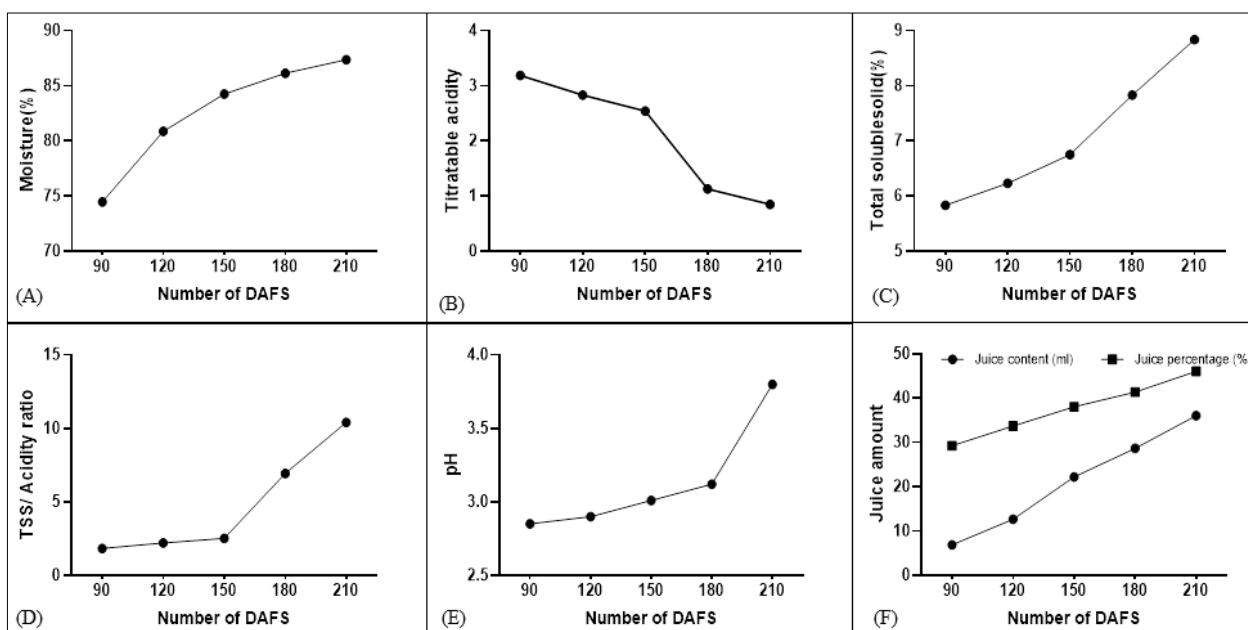 Moisture(%)
90
85
80
75
70
90 120 150 180 210
Number of DAFS
(A)
Titratable acidity
4
3
2
1
0
90 120 150 180 210
Number of DAFS
(B)
Total solublesolid(%)
9
8
7
6
5
90 120 150 180 210
Number of DAFS
(C)
TSS/ Acidity ratio
15
10
5
0
90 120 150 180 210
Number of DAFS
(D)
pH
4.0
3.5
3.0
2.5
90 120 150 180 210
Number of DAFS
(E)
Juice amount
50
40
30
20
10
0
Juice content (ml) Juice percentage (%
90 120 150 180 210
Number of DAFS
(F)